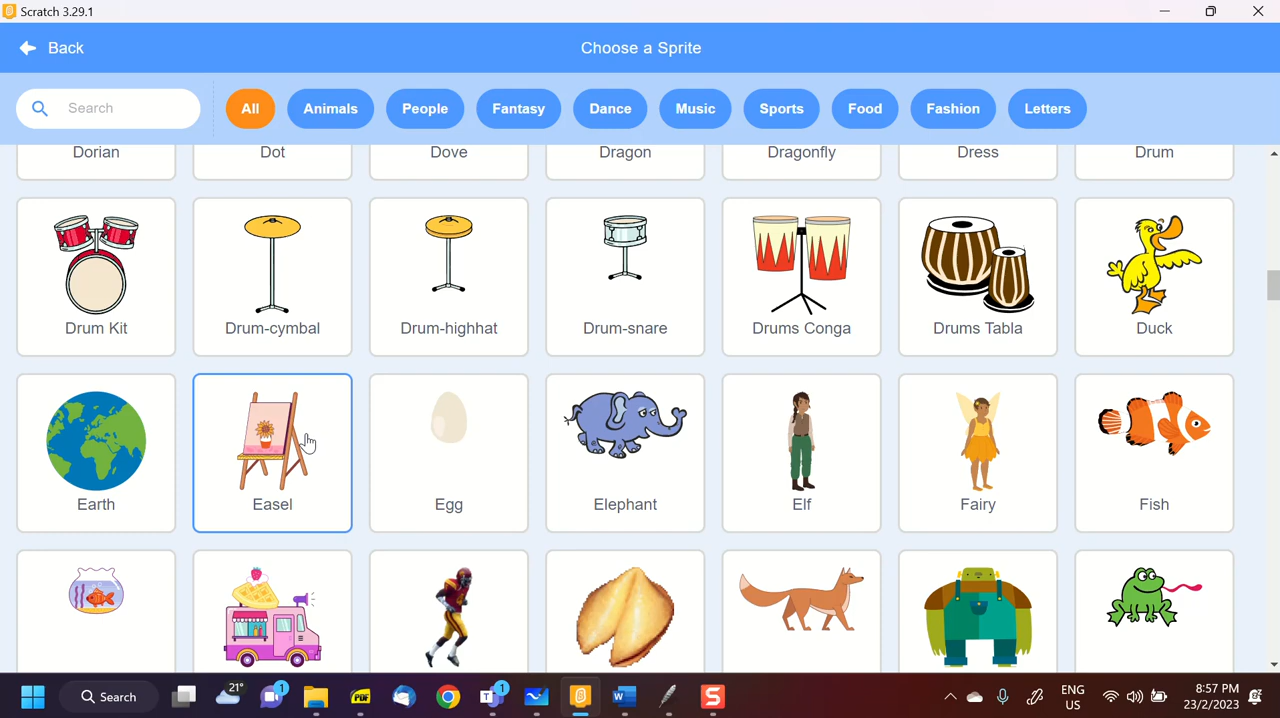 Scratch 3.29.1
Back
Choose a Sprite
Search
All
Animals
People
Fantasy
Dance
Music
Sports
Food
Fashion
Letters
Dorian
Dot
Dove
Dragon
Dragonfly
Dress
Drum
Drum Kit
Drum-cymbal
Drum-highhat
Drum-snare
Drums Conga
Drums Tabla
Duck
Earth
Easel
Egg
Elephant
Elf
Fairy
Fish
Search
21°
1
PDF
1
ENG
US
8:57 PM
23/2/2023